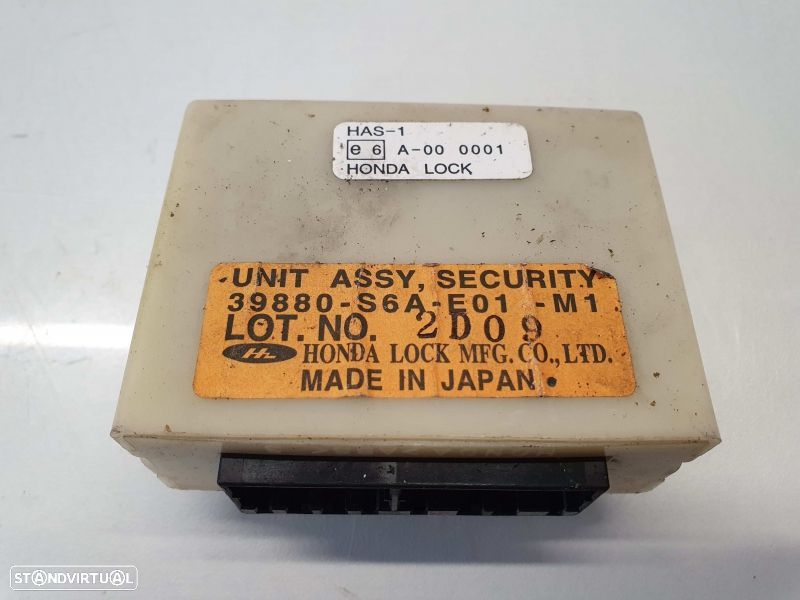 HAS-1
e 6 A-00 0001
HONDA LOCK
UNIT ASSY, SECURITY
39880-S6A-E01 -M1
LOT. NO. 2D09
HL HONDA LOCK MFG. CO., LTD.
MADE IN JAPAN
STANDVIRTUAL